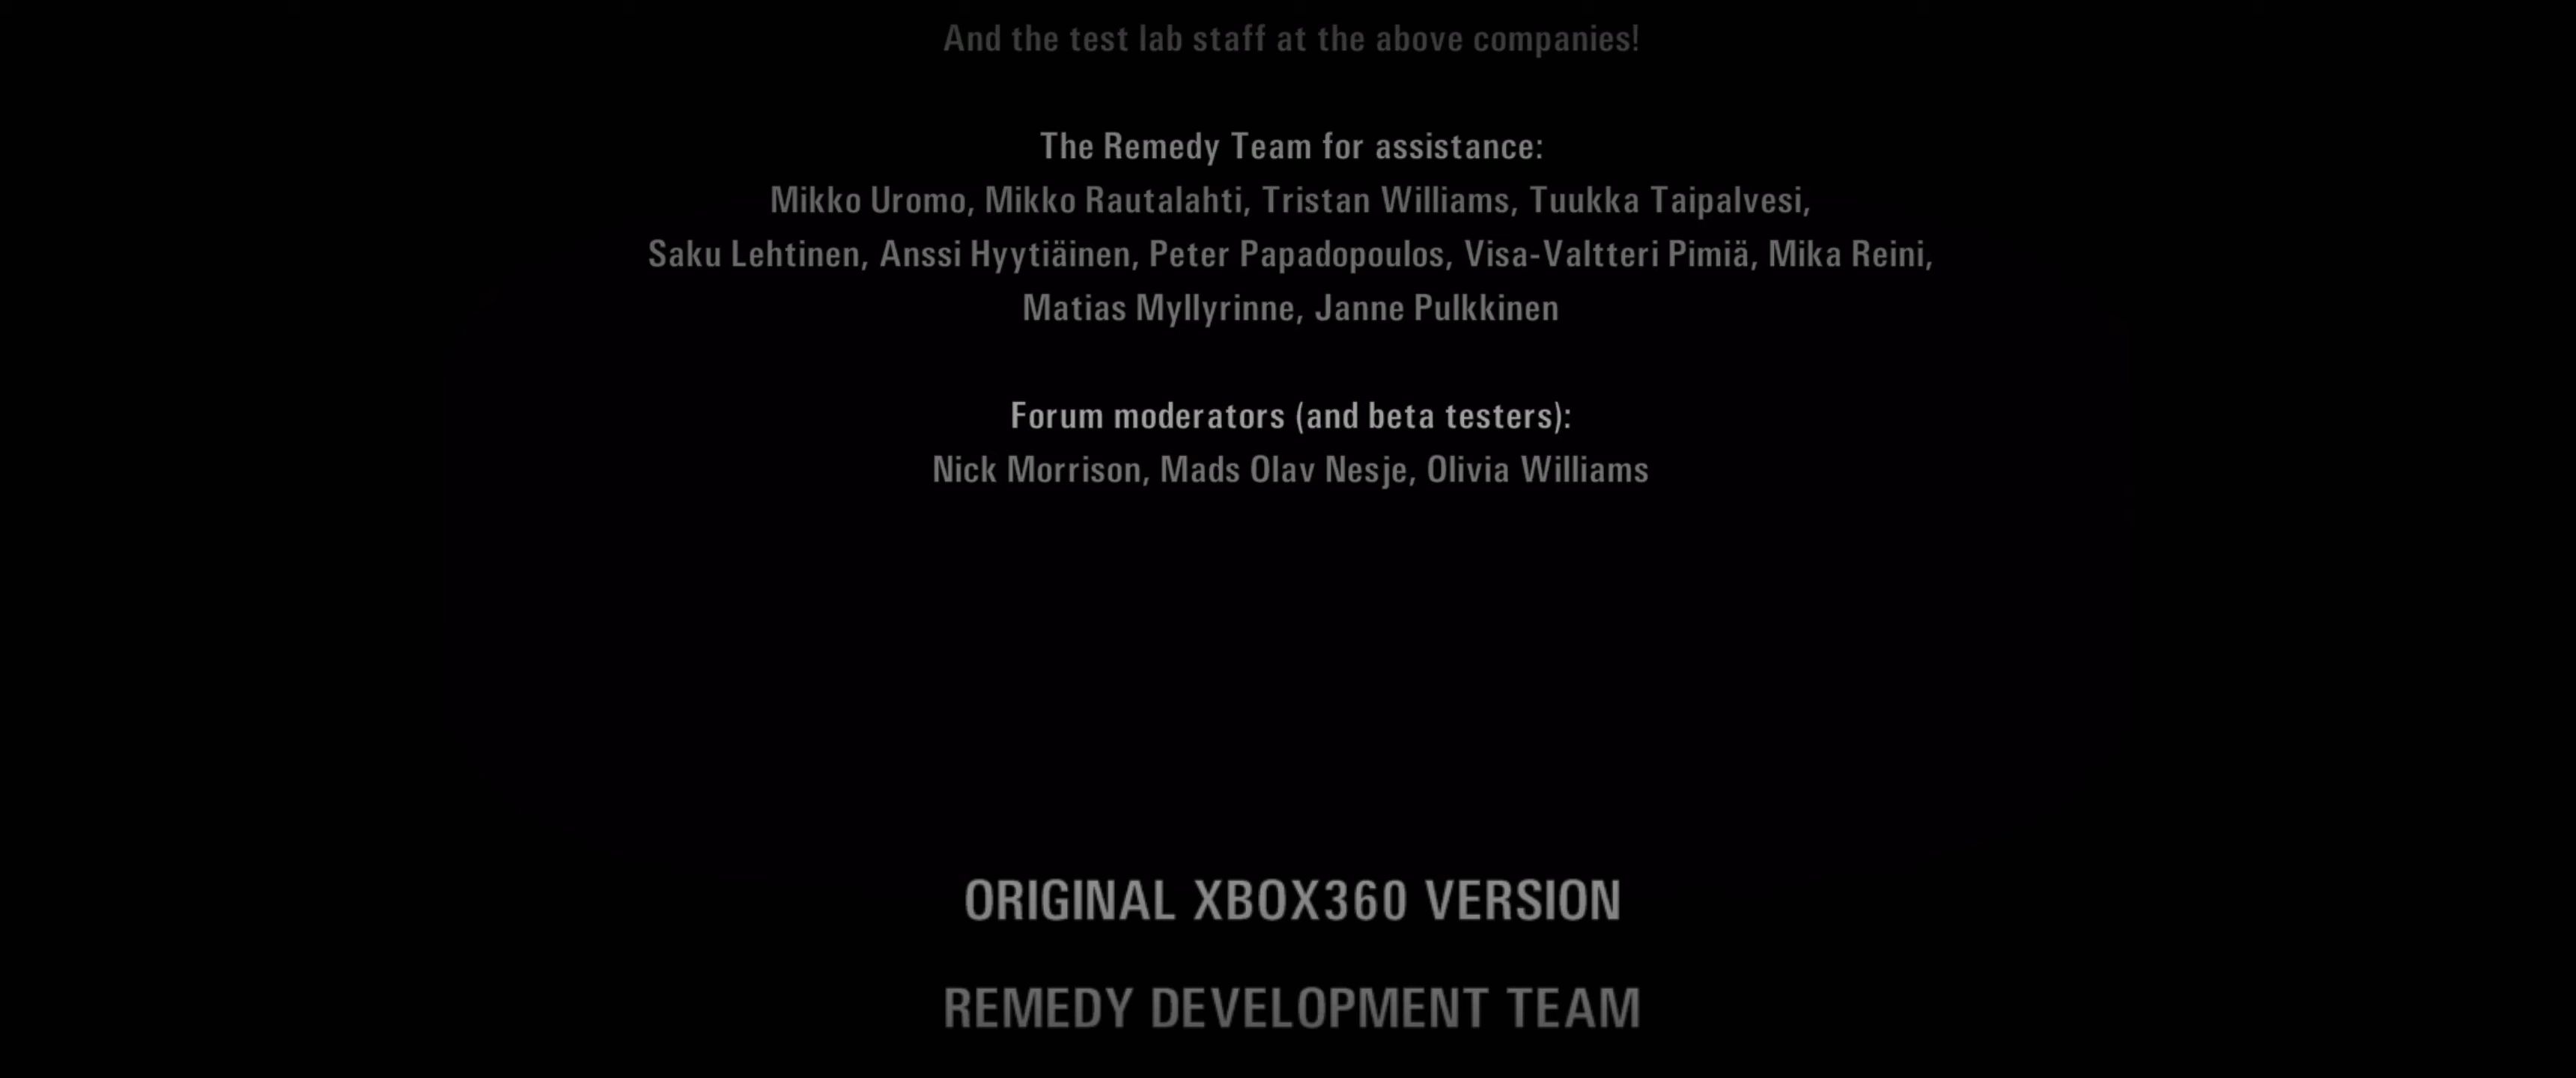 And the test lab staff at the above companies!
The Remedy Team for assistance:
Mikko Uromo, Mikko Rautalahti, Tristan Williams, Tuukka Taipalvesi,
Saku Lehtinen, Anssi Hyytiäinen, Peter Papadopoulos, Visa-Valtteri Pimiä, Mika Reini,
Matias Myllyrinne, Janne Pulkkinen
Forum moderators (and beta testers):
Nick Morrison, Mads Olav Nesje, Olivia Williams
ORIGINAL XBOX360 VERSION
REMEDY DEVELOPMENT TEAM